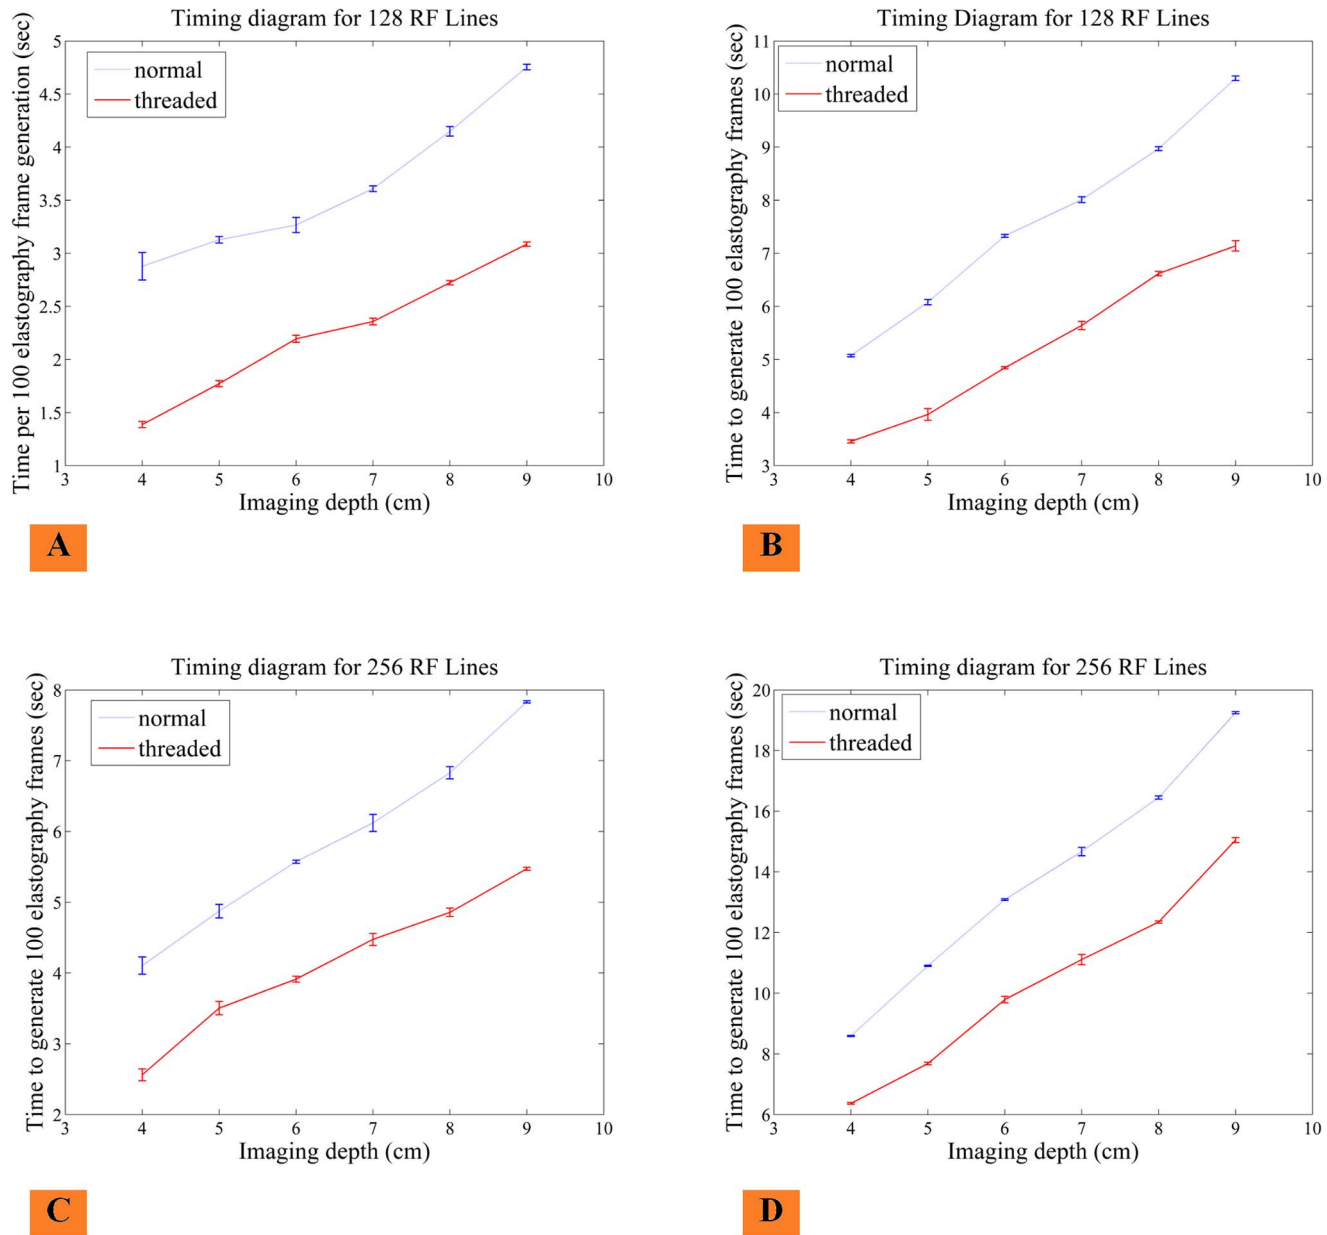 Timing diagram for 128 RF Lines
Time per 100 elastography frame generation (sec)
5
4.5
4
3.5
3
2.5
2
1.5
1
normal
threaded
3 4 5 6 7 8 9 10
Imaging depth (cm)
A
Timing Diagram for 128 RF Lines
Time to generate 100 elastography frames (sec)
11
10
9
8
7
6
5
4
3
normal
threaded
3 4 5 6 7 8 9 10
Imaging depth (cm)
B
Timing diagram for 256 RF Lines
Time to generate 100 elastography frames (sec)
8
7
6
5
4
3
2
normal
threaded
3 4 5 6 7 8 9 10
Imaging depth (cm)
C
Timing diagram for 256 RF Lines
Time to generate 100 elastography frames (sec)
20
18
16
14
12
10
8
6
normal
threaded
3 4 5 6 7 8 9 10
Imaging depth (cm)
D